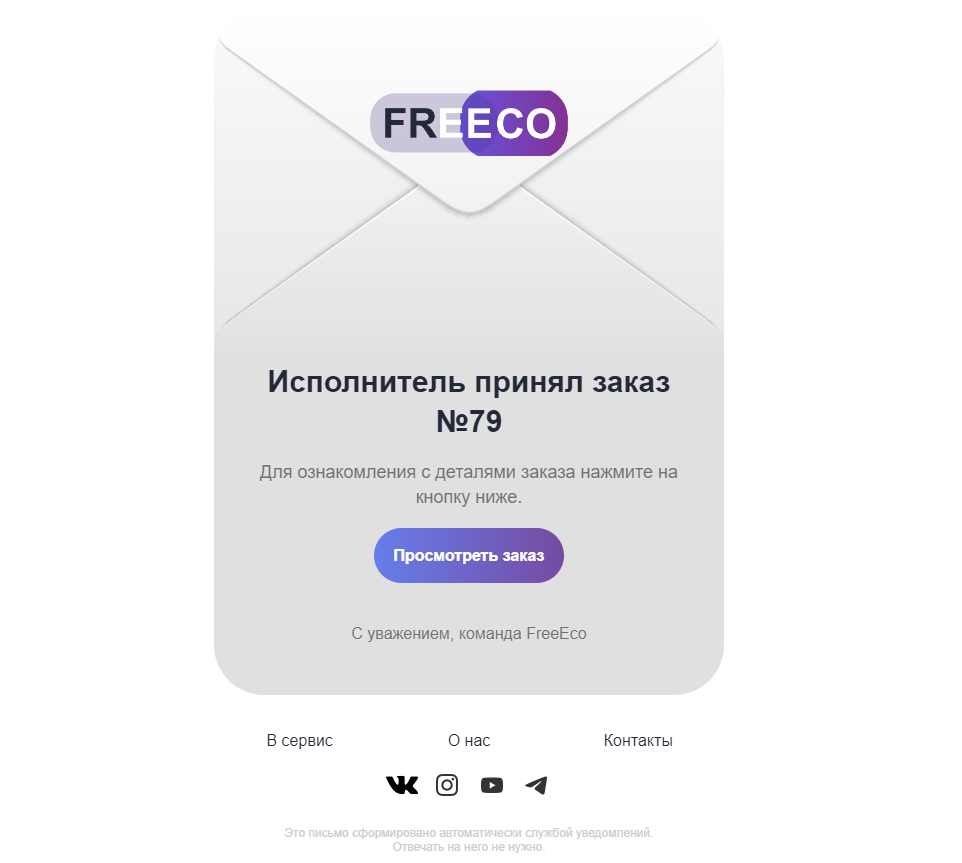 FREECO
Исполнитель принял заказ
№79
Для ознакомления с деталями заказа нажмите на
кнопку ниже.
Просмотреть заказ
С уважением, команда FreeEco
В сервис О нас Контакты
Это письмо сформировано автоматически службой уведомлений.
Отвечать на него не нужно.